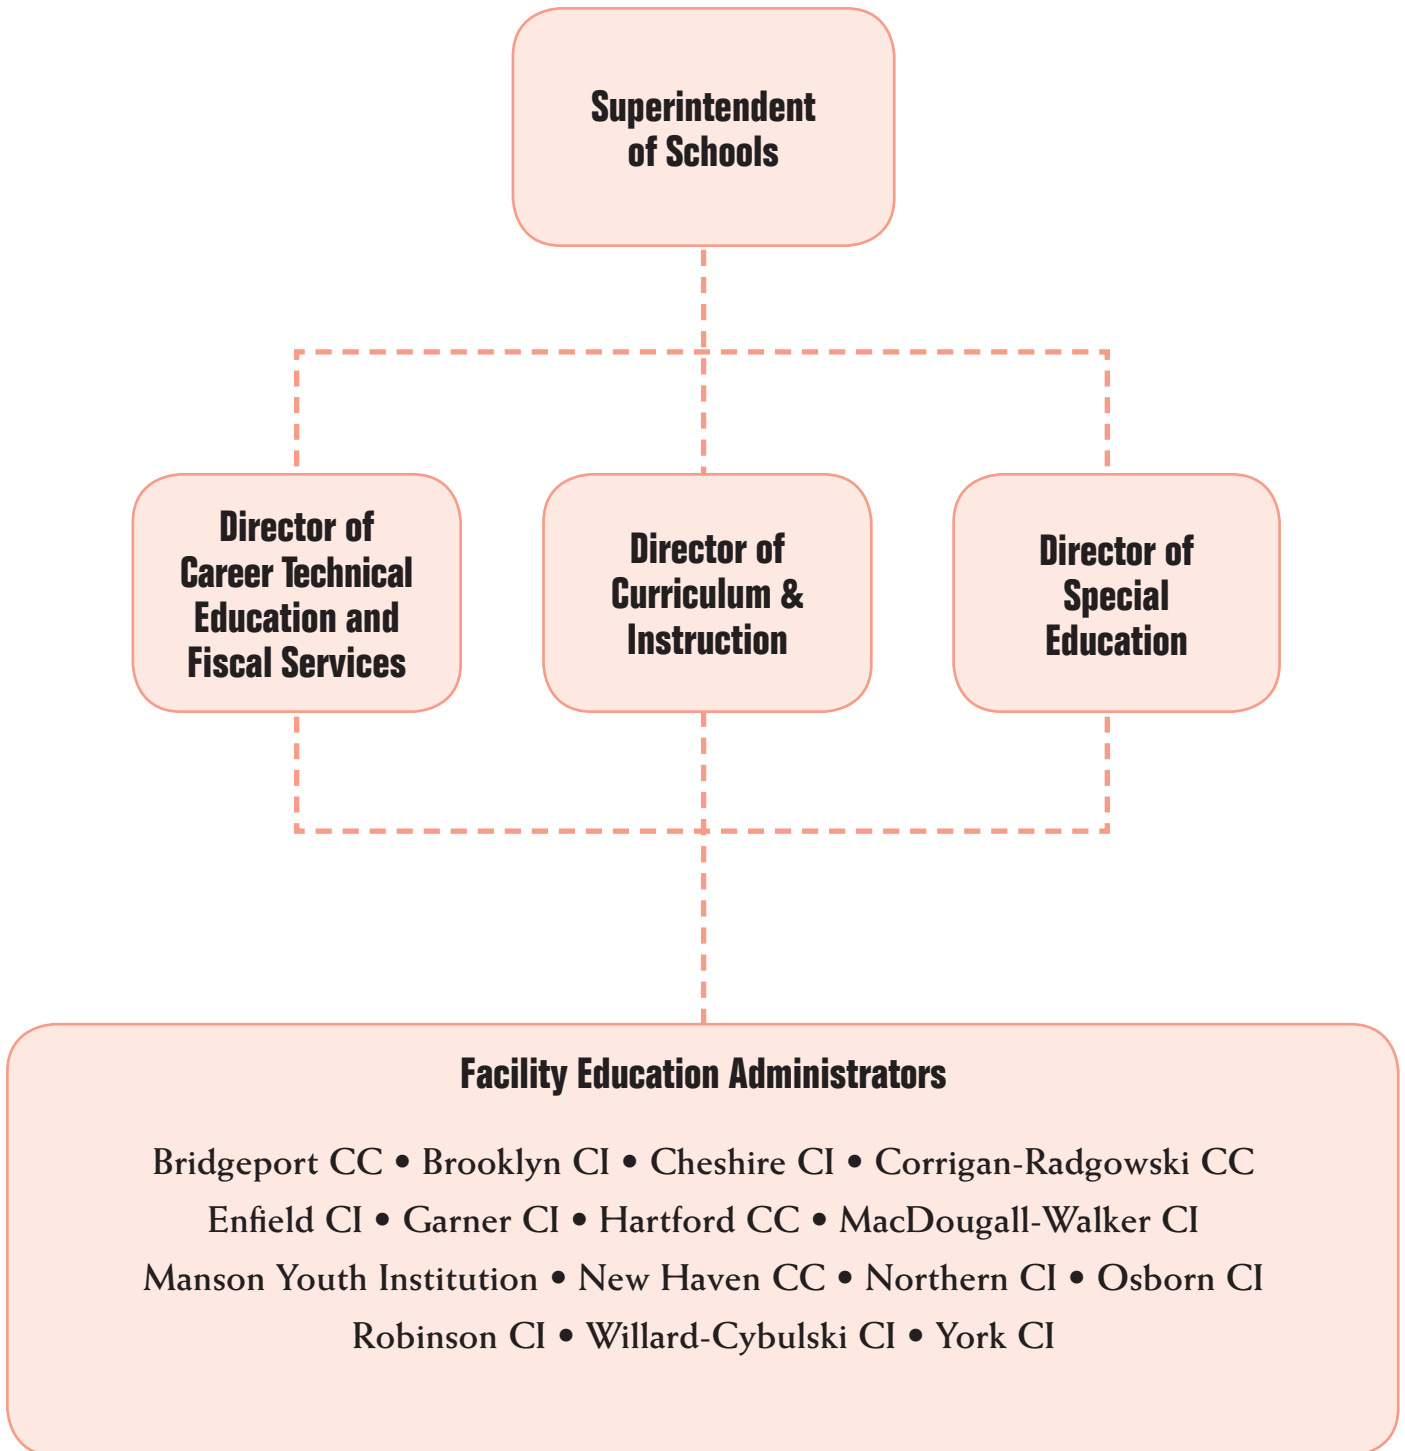 Superintendent
of Schools
Director of
Career Technical
Education and
Fiscal Services
Director of
Curriculum &
Instruction
Director of
Special
Education
Facility Education Administrators
Bridgeport CC • Brooklyn CI • Cheshire CI • Corrigan-Radgowski CC
Enfield CI • Garner CI • Hartford CC • MacDougall-Walker CI
Manson Youth Institution • New Haven CC • Northern CI • Osborn CI
Robinson CI • Willard-Cybulski CI • York CI